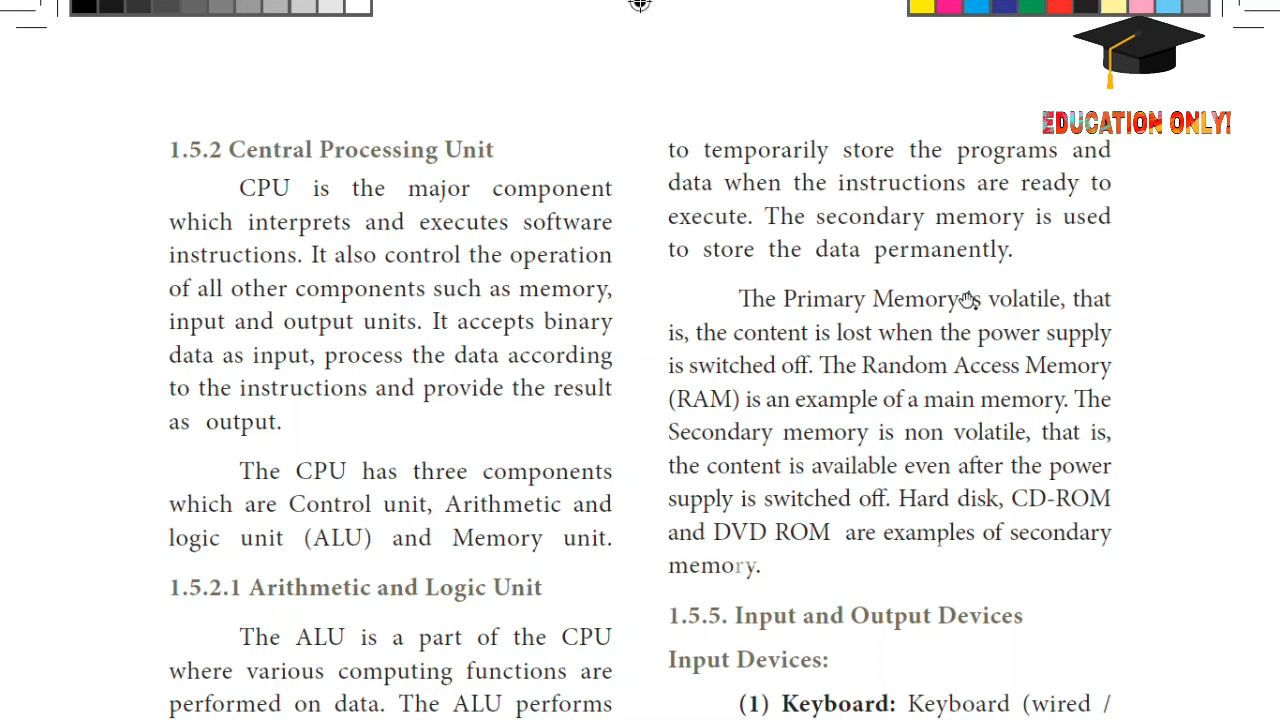 EDUCATION ONLY!
1.5.2 Central Processing Unit
CPU is the major component
which interprets and executes software
instructions. It also control the operation
of all other components such as memory,
input and output units. It accepts binary
data as input, process the data according
to the instructions and provide the result
as output.
The CPU has three components
which are Control unit, Arithmetic and
logic unit (ALU) and Memory unit.
1.5.2.1 Arithmetic and Logic Unit
The ALU is a part of the CPU
where various computing functions are
performed on data. The ALU performs
to temporarily store the programs and
data when the instructions are ready to
execute. The secondary memory is used
to store the data permanently.
The Primary Memory is volatile, that
is, the content is lost when the power supply
is switched off. The Random Access Memory
(RAM) is an example of a main memory. The
Secondary memory is non volatile, that is,
the content is available even after the power
supply is switched off. Hard disk, CD-ROM
and DVD ROM are examples of secondary
memory.
1.5.5. Input and Output Devices
Input Devices:
(1) Keyboard: Keyboard (wired /